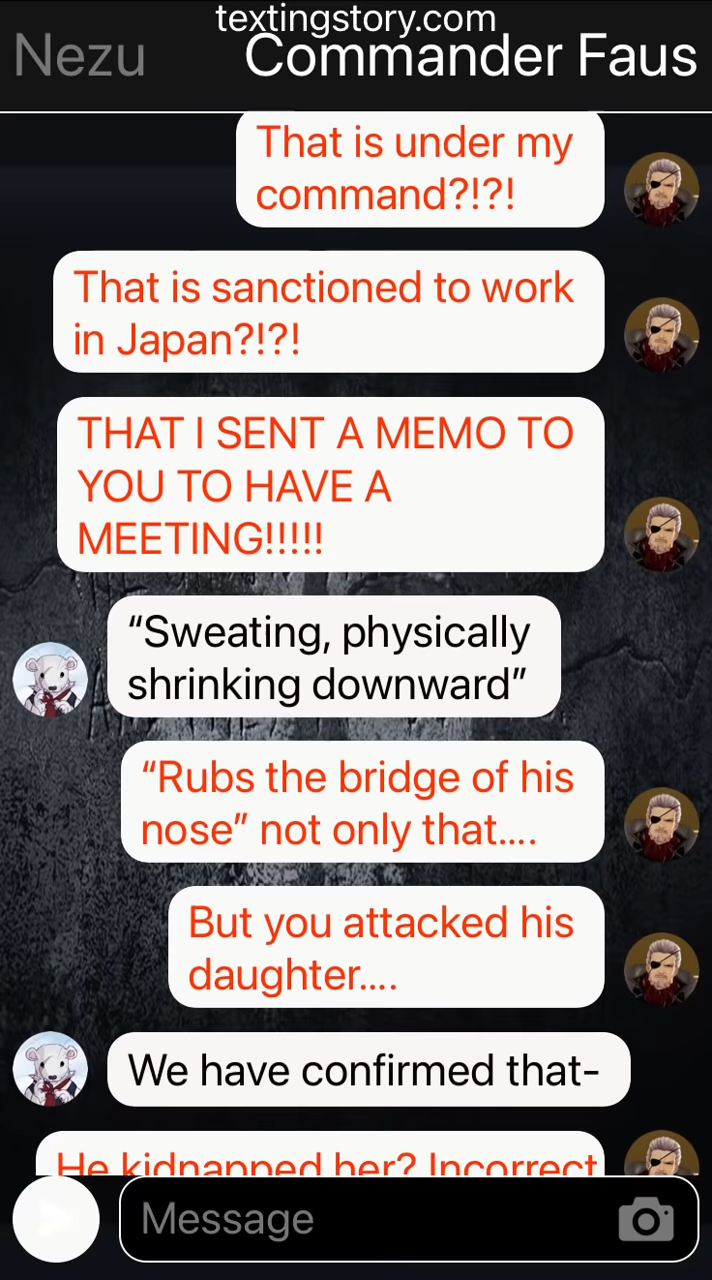 textingstory.com
Nezu
Commander Faus
That is under my
command?!?!
That is sanctioned to work
in Japan?!?!
THAT I SENT A MEMO TO
YOU TO HAVE A
MEETING!!!!!
“Sweating, physically
shrinking downward”
“Rubs the bridge of his
nose” not only that....
But you attacked his
daughter....
We have confirmed that-
He kidnapped her? Incorrect
Message